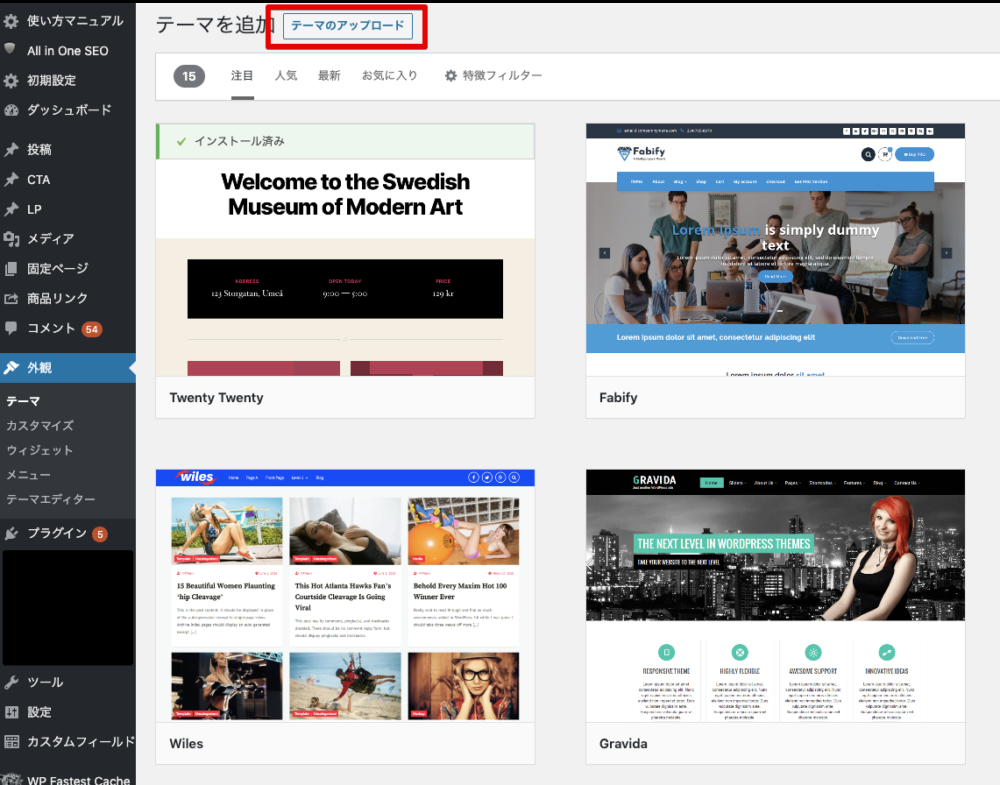 使い方マニュアル
All in One SEO
初期設定
ダッシュボード
投稿
CTA
LP
メディア
固定ページ
商品リンク
コメント 54
外観
テーマ
カスタマイズ
ウィジェット
メニュー
テーマエディター
プラグイン 5
ツール
設定
カスタムフィールド
WP Fastest Cache
テーマを追加 テーマのアップロード
15 注目 人気 最新 お気に入り 特徴フィルター
インストール済み
Welcome to the Swedish
Museum of Modern Art
ADDRESS OPEN TODAY PRICE
123 Storgatan, Umeå 9:00 — 5:00 129 kr
Twenty Twenty
Fabify
Lorem ipsum is simply dummy
text
Lorem ipsum dolor sit amet, consectetur adipiscing elit
Lorem ipsum dolor sit amet
Fabify
wiles
Home
Blog
15 Beautiful Women Flaunting
'hip Cleavage'
This Hot Atlanta Hawks Fan's
Courtside Cleavage Is Going
Viral
Behold Every Maxim Hot 100
Winner Ever
Wiles
GRAVIDA
Home Sliders About Us Pages Shortcodes Features Blog Contact Us
THE NEXT LEVEL IN WORDPRESS THEMES
TAKE YOUR WEBSITE TO THE NEXT LEVEL
RESPONSIVE THEME HIGHLY FLEXIBLE AWESOME SUPPORT INNOVATIVE IDEAS
Gravida